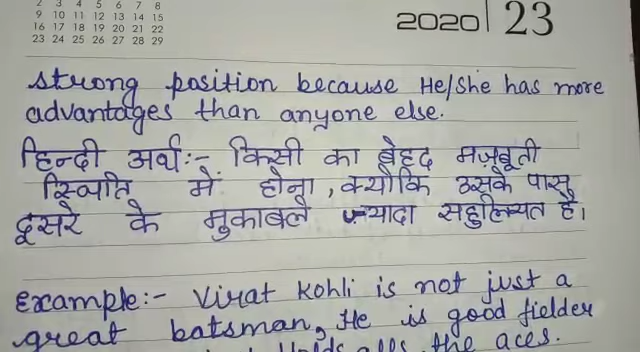 2 3 4 5 6 7 8
9 10 11 12 13 14 15
16 17 18 19 20 21 22
23 24 25 26 27 28 29
2020 23
strong position because He/She has more
advantages than anyone else.
हिन्दी अर्थ:- किसी का बेहद मज़बूती
स्थिति में होना, क्योकि उसके पास
दूसरे के मुकाबले ज्यादा सहुलियत है।
Example:- Virat Kohli is not just a
great batsman, He is good fielder
holds all the aces.